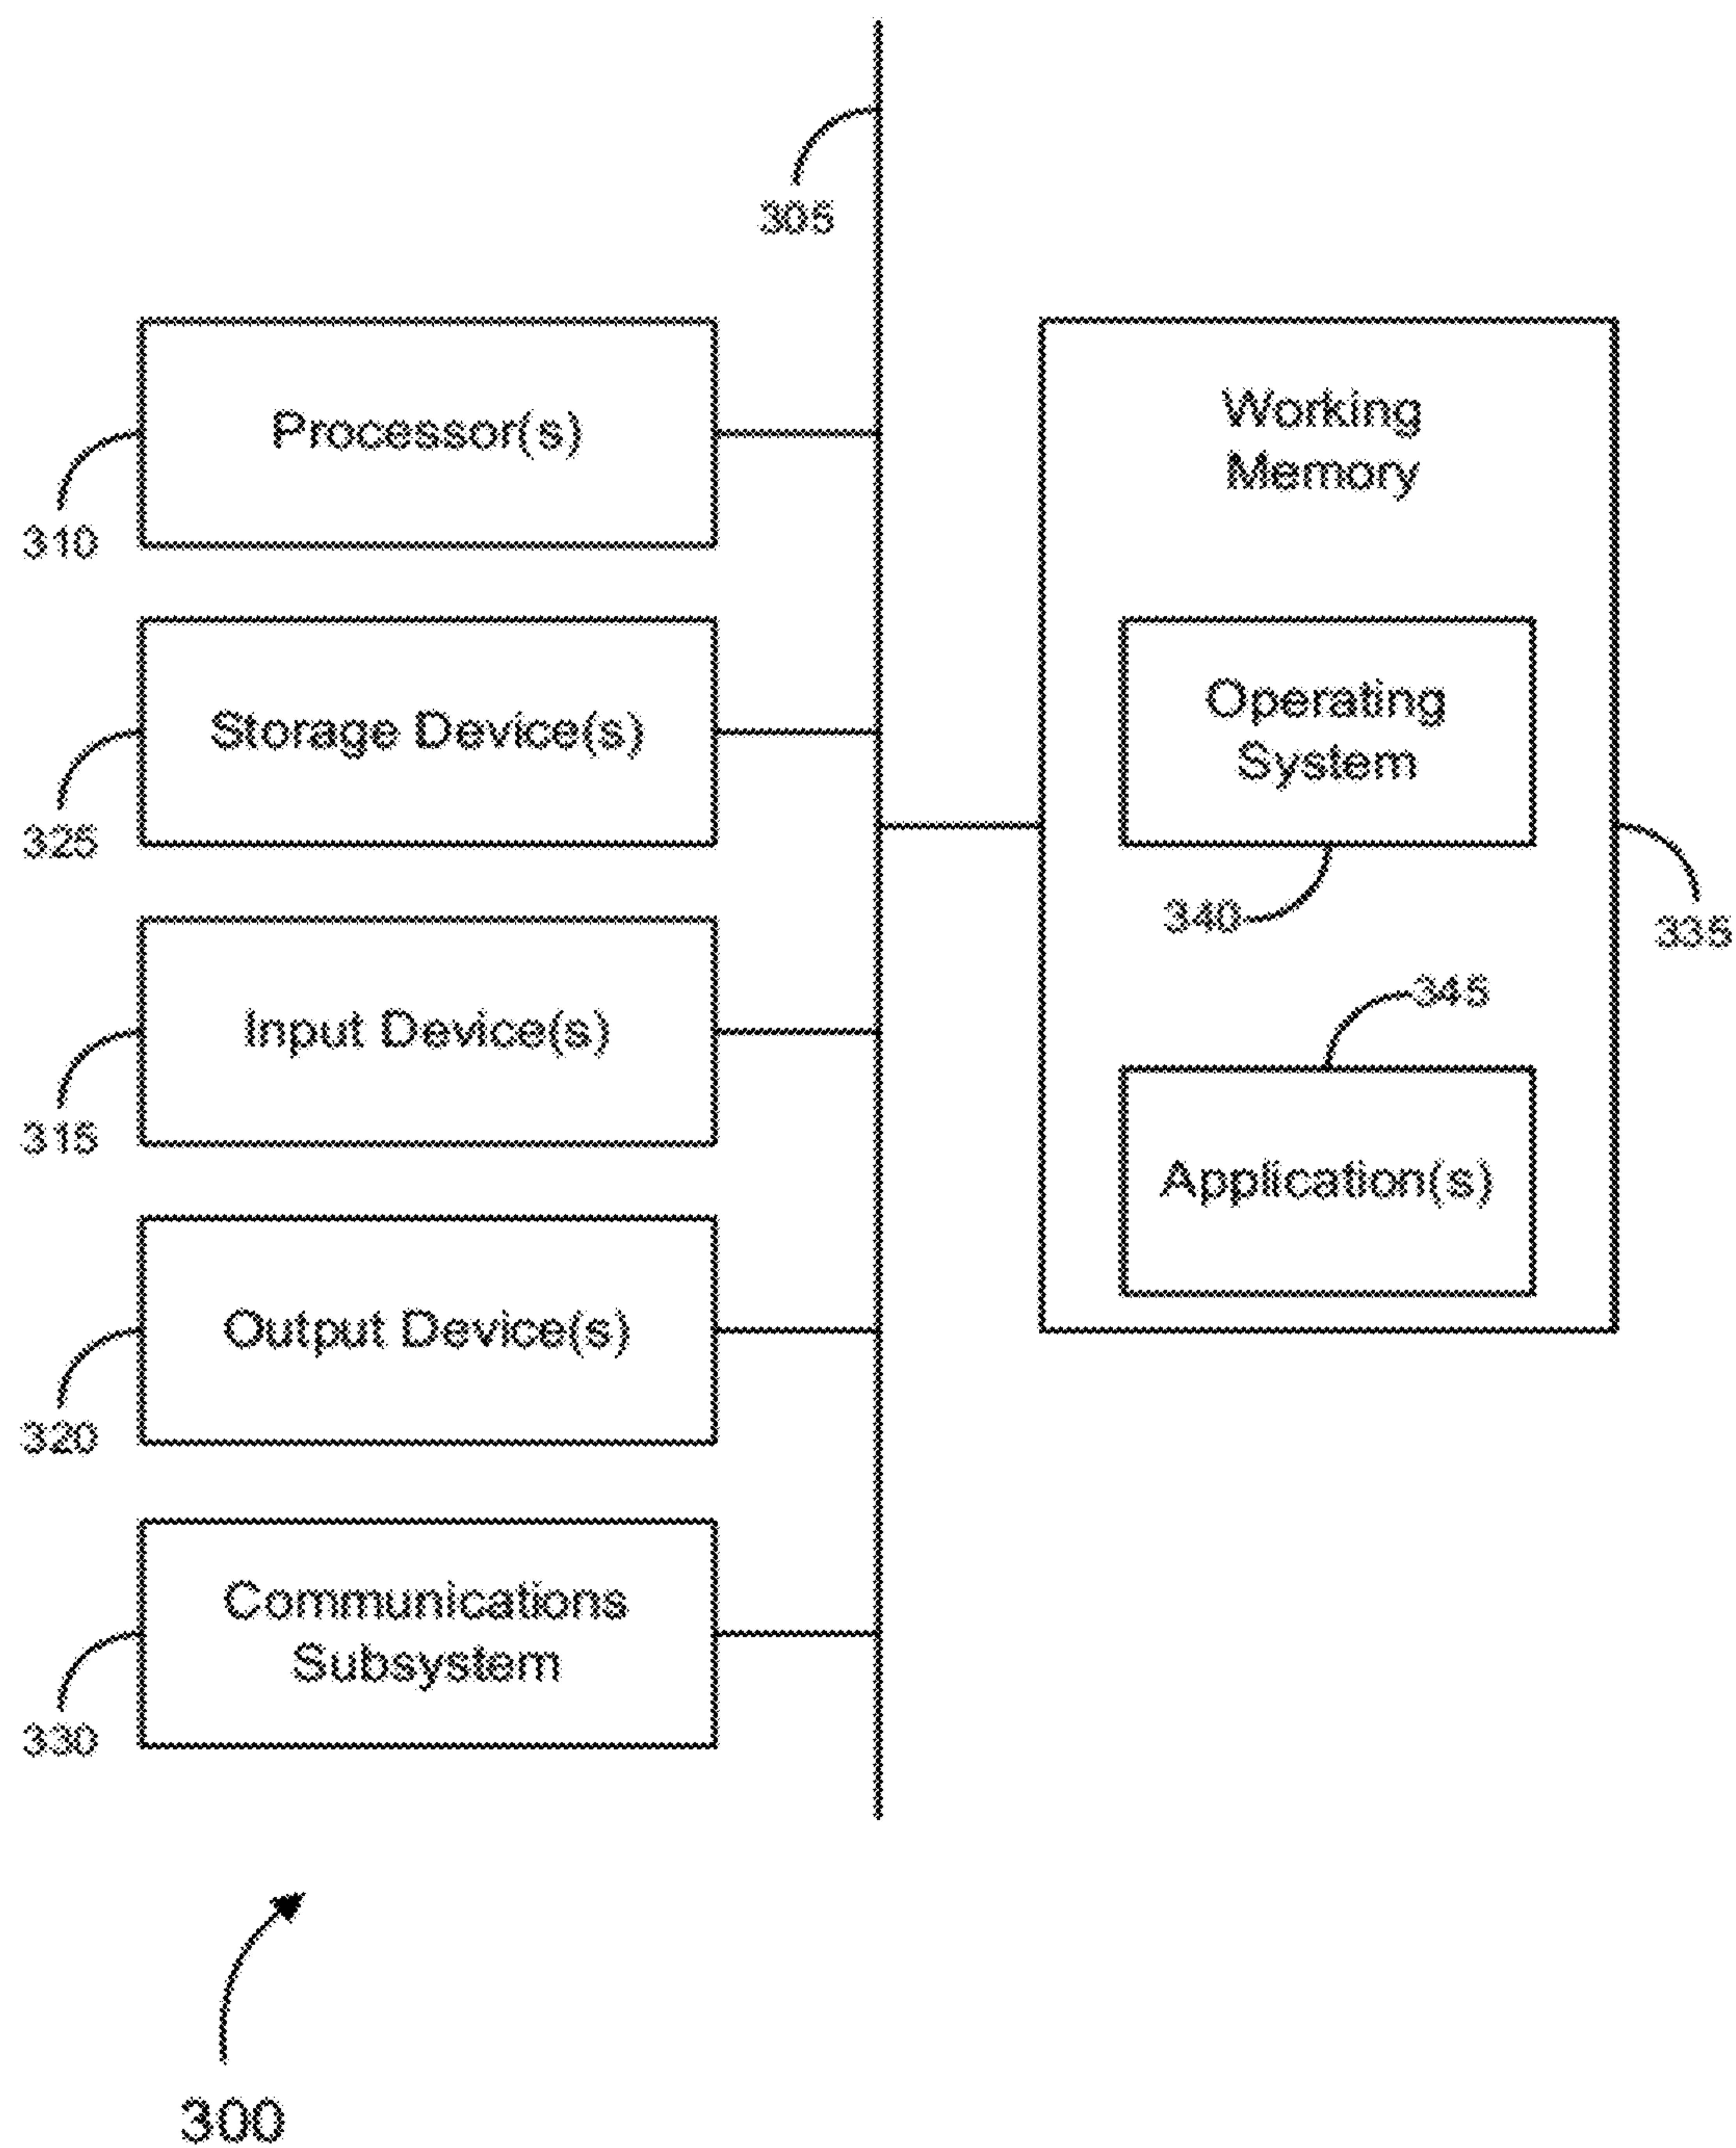 305
Processor(s)
310
Storage Device(s)
325
Input Device(s)
315
Output Device(s)
320
Communications
Subsystem
330
Working
Memory
Operating
System
340
335
345
Application(s)
300